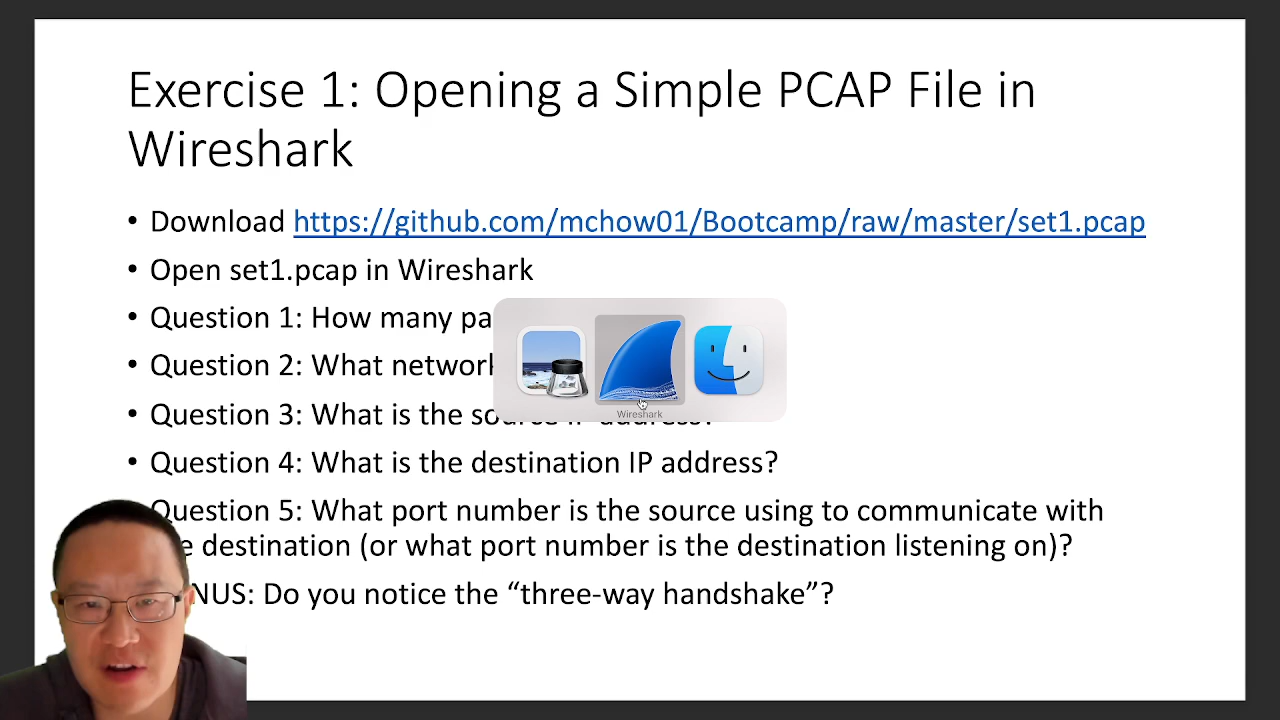 Exercise 1: Opening a Simple PCAP File in
Wireshark
• Download https://github.com/mchow01/Bootcamp/raw/master/set1.pcap
• Open set1.pcap in Wireshark
• Question 1: How many pa
• Question 2: What network
• Question 3: What is the source IP address?
Wireshark
• Question 4: What is the destination IP address?
Question 5: What port number is the source using to communicate with
e destination (or what port number is the destination listening on)?
NUS: Do you notice the “three-way handshake”?